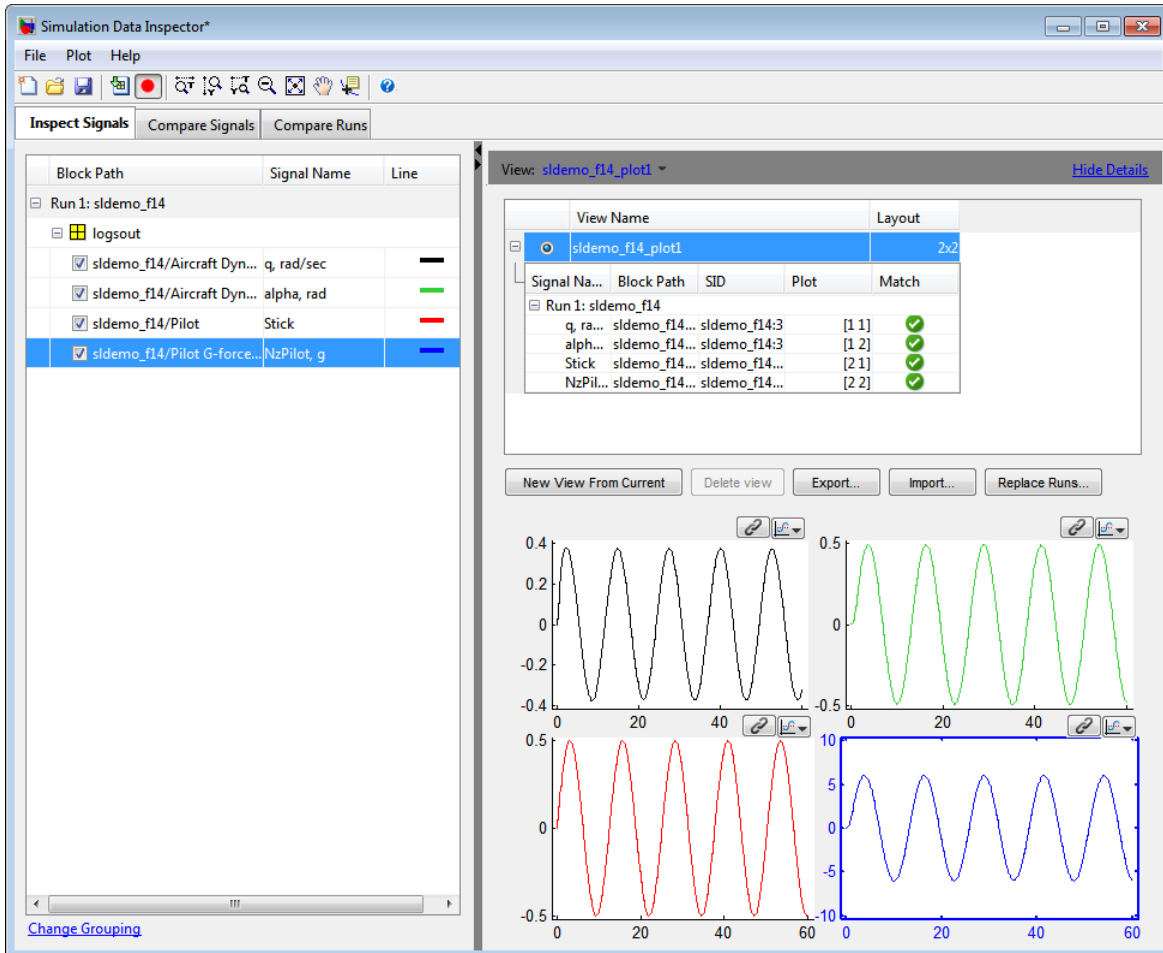 Simulation Data Inspector*
File Plot Help
Inspect Signals Compare Signals Compare Runs
Block Path Signal Name Line
Run 1: sldemo_f14
logsout
sldemo_f14/Aircraft Dyn... q, rad/sec
sldemo_f14/Aircraft Dyn... alpha, rad
sldemo_f14/Pilot Stick
sldemo_f14/Pilot G-force... NzPilot, g
Change Grouping
View: sldemo_f14_plot1 Hide Details
View Name Layout
sldemo_f14_plot1 2x2
Signal Na... Block Path SID Plot Match
Run 1: sldemo_f14
q, ra... sldemo_f14... sldemo_f14:3 [1 1]
alph... sldemo_f14... sldemo_f14:3 [1 2]
Stick sldemo_f14... sldemo_f14... [2 1]
NzPil... sldemo_f14... sldemo_f14... [2 2]
New View From Current Delete view Export... Import... Replace Runs...
0.4
0.2
0
-0.2
-0.4
0 20 40
0.5
0
-0.5
0 20 40
0.5
0
-0.5
0 20 40 60
10
5
0
-5
-10
0 20 40 60